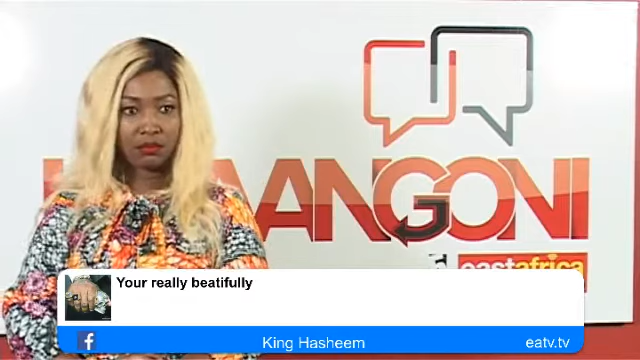 AANGONI
eastafrica
Your really beatifully
King Hasheem
eatv.tv